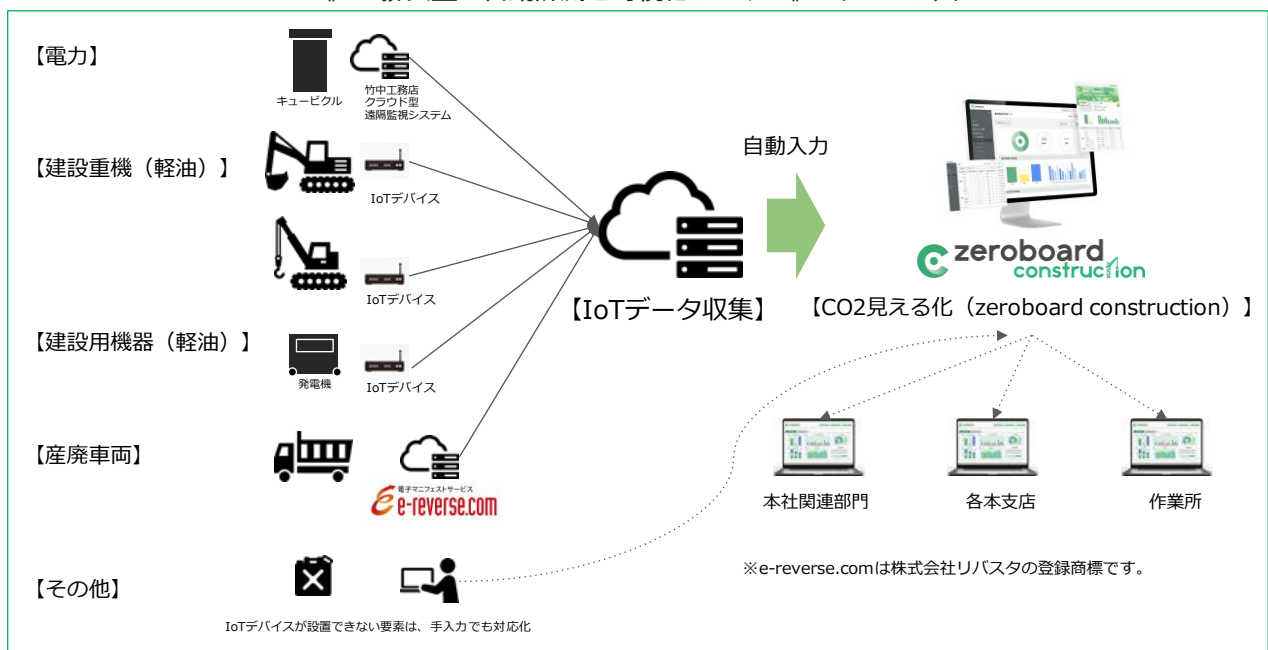 【電力】
キュービクル
竹中工務店
クラウド型
遠隔監視システム
【建設重機（軽油）】
IoTデバイス
IoTデバイス
【建設用機器（軽油）】
発電機
IoTデバイス
【産廃車両】
電子マニフェストサービス
e-reverse.com
【その他】
IoTデバイスが設置できない要素は、手入力でも対応化
【IoTデータ収集】
自動入力
zeroboard
construction
【CO2見える化（zeroboard construction）】
本社関連部門
各本支店
作業所
※e-reverse.comは株式会社リバスタの登録商標です。